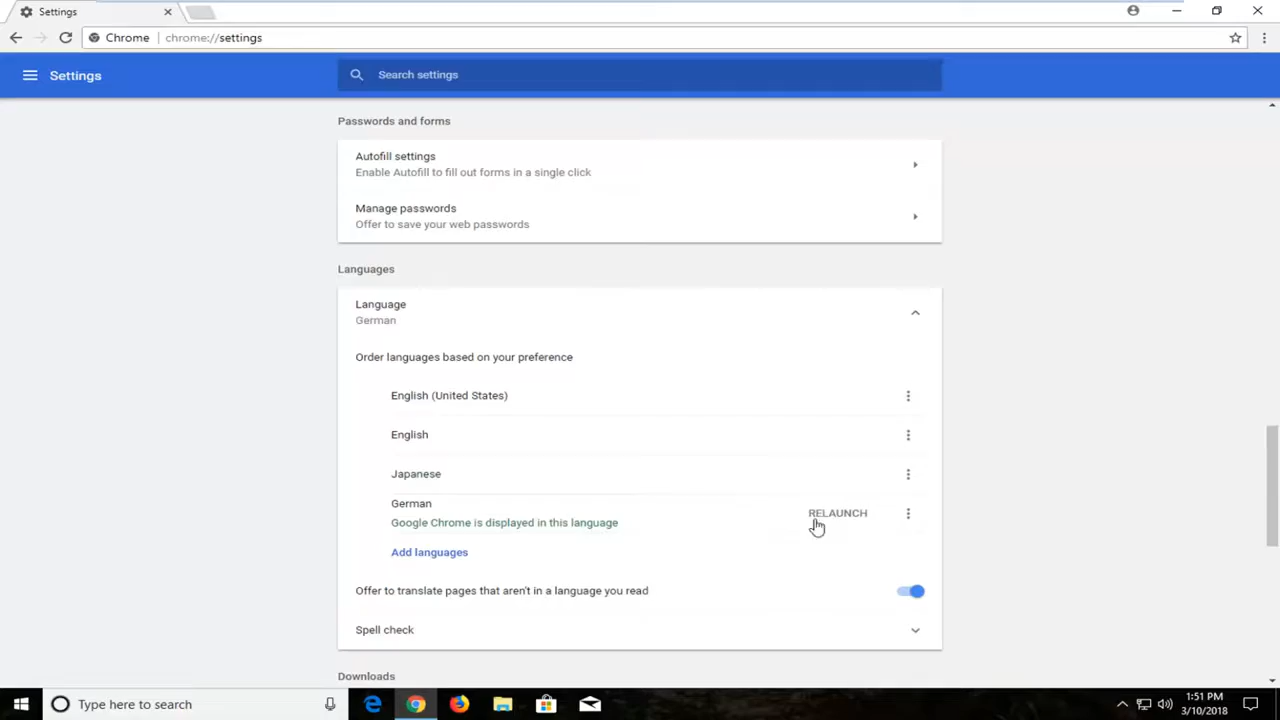 Settings
Chrome chrome://settings
Settings
Search settings
Passwords and forms
Autofill settings
Enable Autofill to fill out forms in a single click
Manage passwords
Offer to save your web passwords
Languages
Language
German
Order languages based on your preference
English (United States)
English
Japanese
German
Google Chrome is displayed in this language
RELAUNCH
Add languages
Offer to translate pages that aren't in a language you read
Spell check
Downloads
Type here to search
1:51 PM
3/10/2018